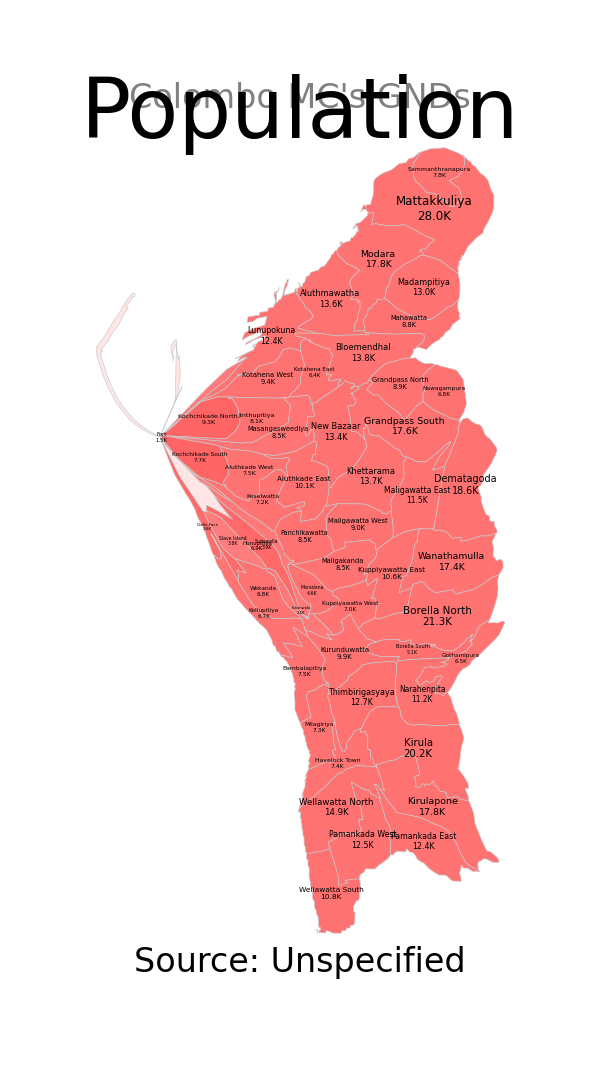 Colombo MC's GNDs
Population
Sammanthranapura
7.8K
Mattakkuliya
28.0K
Modara
17.8K
Madampitiya
13.0K
Aluthmawatha
13.6K
Mahawatta
8.8K
Lunupokuna
12.4K
Bloemendhal
13.8K
Kotahena West
9.4K
Kotahena East
6.4K
Grandpass North
8.9K
Nawagampura
6.8K
Kochchikade North
9.3K
Jinthupitiya
8.1K
Masangasweediya
8.5K
New Bazaar
13.4K
Grandpass South
17.6K
Fort
1.5K
Kochchikade South
7.7K
Aluthkade West
7.5K
Aluthkade East
10.1K
Khettarama
13.7K
Maligawatta East
11.5K
Dematagoda
18.6K
Keselwatta
7.2K
Maligawatta West
9.0K
Panchikawatta
8.5K
Slave Island
3.8K
Hunupitiya
Maligakanda
8.5K
Kuppiyawatta East
10.6K
Wanathamulla
17.4K
Wekanda
6.8K
Maradana
4.6K
Kollupitiya
6.7K
Kuppiyawatta West
7.0K
Borella North
21.3K
Kurunduwatta
9.9K
Borella South
5.1K
Gothamipura
6.5K
Bambalapitiya
7.5K
Thimbirigasyaya
12.7K
Narahenpita
11.2K
Milagiriya
7.3K
Kirula
20.2K
Havelock Town
7.4K
Wellawatta North
14.9K
Kirulapone
17.8K
Pamankada West
12.5K
Pamankada East
12.4K
Wellawatta South
10.8K
Source: Unspecified